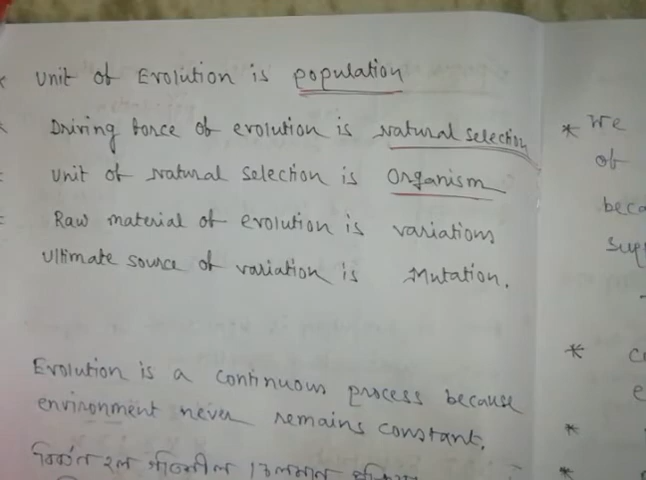 Unit of Evolution is population
Driving force of evolution is Natural selection
Unit of Natural selection is Organism
Raw material of evolution is variations
Ultimate source of variation is Mutation.
Evolution is a continuous process because
environment never remains constant.
* We
of
beca
sup
*
*
*